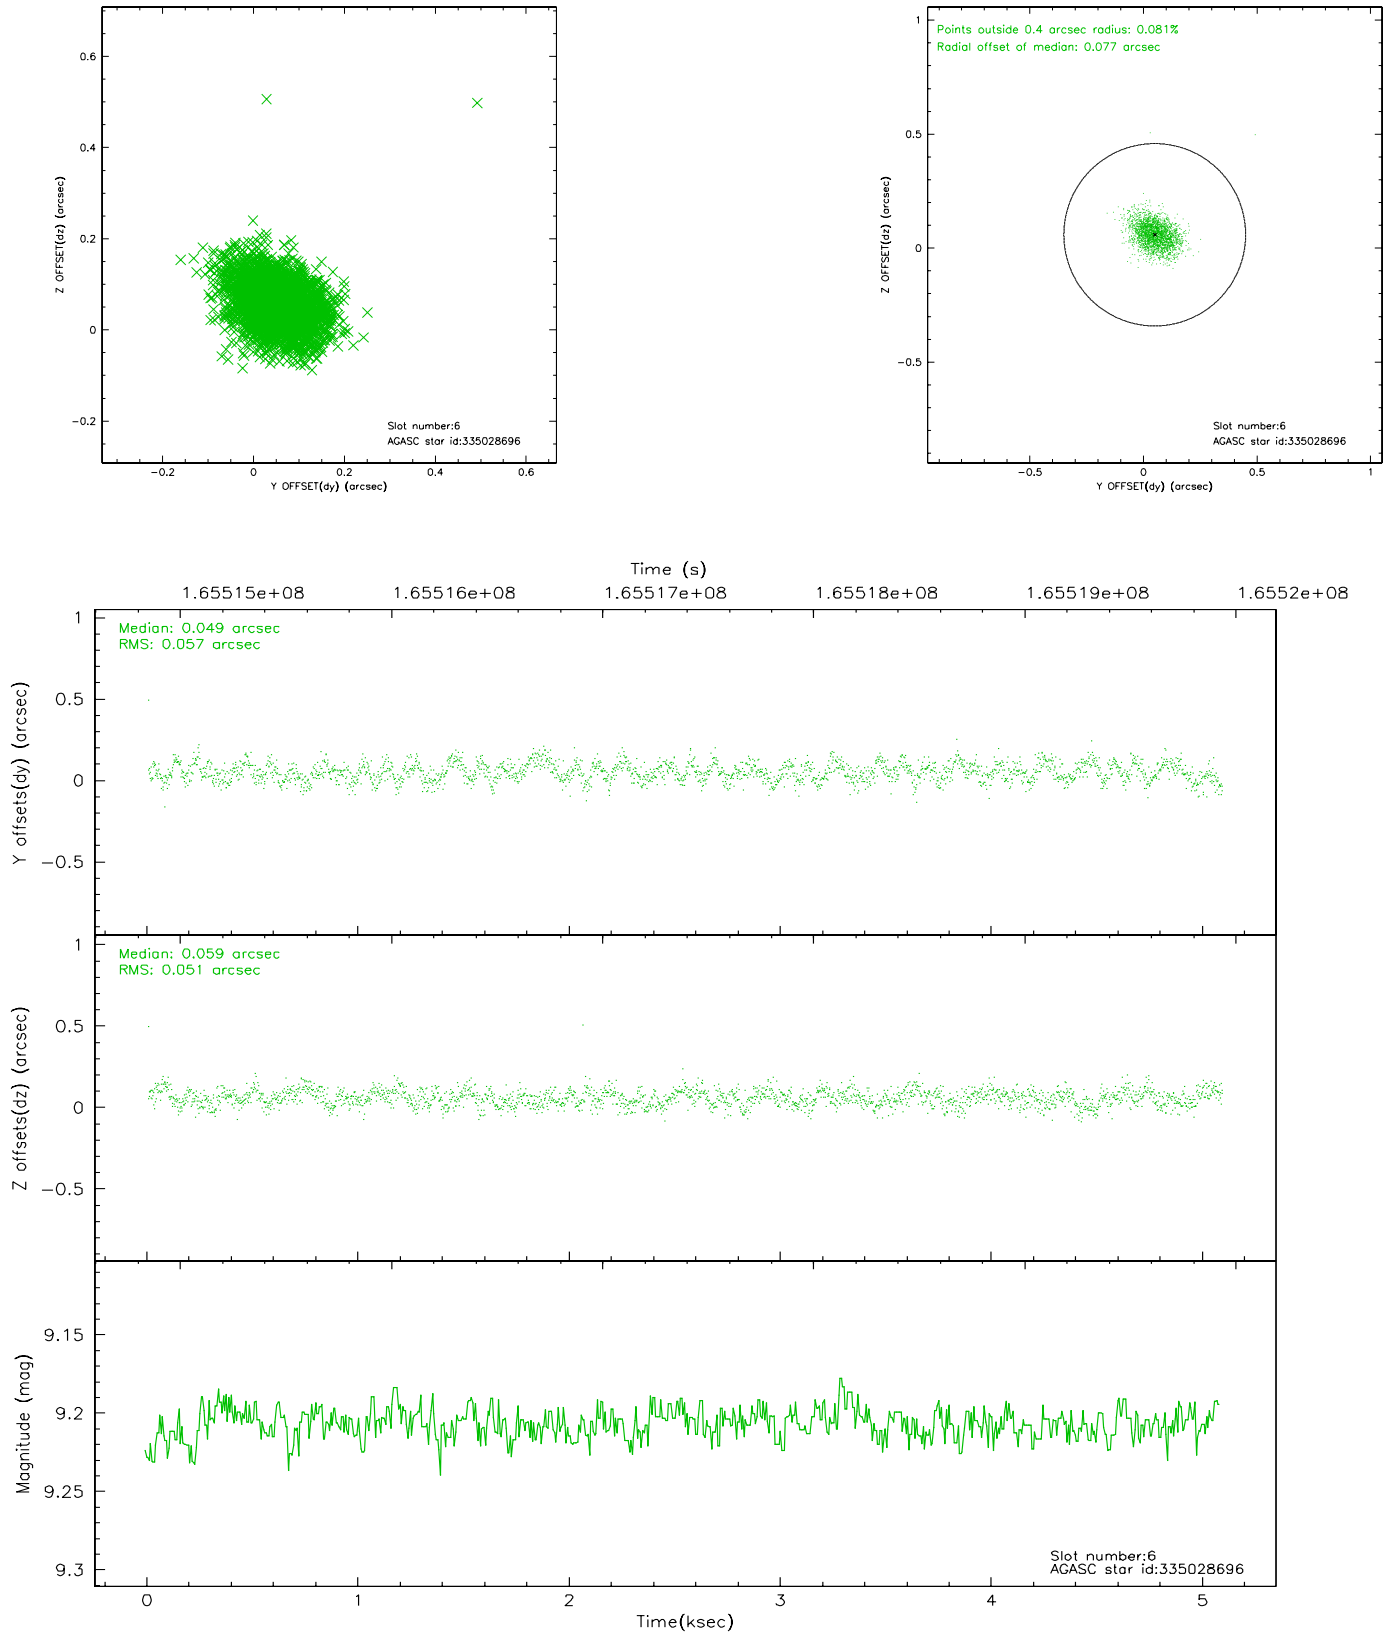 0.6
0.4
0.2
0
-0.2
Z OFFSET(dz) (arcsec)
Slot number:6
AGASC star id:335028696
-0.2 0 0.2 0.4 0.6
Y OFFSET(dy) (arcsec)
Points outside 0.4 arcsec radius: 0.081%
Radial offset of median: 0.077 arcsec
1
0.5
0
-0.5
Z OFFSET(dz) (arcsec)
Slot number:6
AGASC star id:335028696
-0.5 0 0.5 1
Y OFFSET(dy) (arcsec)
Time (s)
1.65515e+08 1.65516e+08 1.65517e+08 1.65518e+08 1.65519e+08 1.6552e+08
Median: 0.049 arcsec
RMS: 0.057 arcsec
1
0.5
0
-0.5
Y offsets(dy) (arcsec)
Median: 0.059 arcsec
RMS: 0.051 arcsec
1
0.5
0
-0.5
Z offsets(dz) (arcsec)
9.15
9.2
9.25
9.3
Magnitude (mag)
Slot number:6
AGASC star id:335028696
0 1 2 3 4 5
Time(ksec)